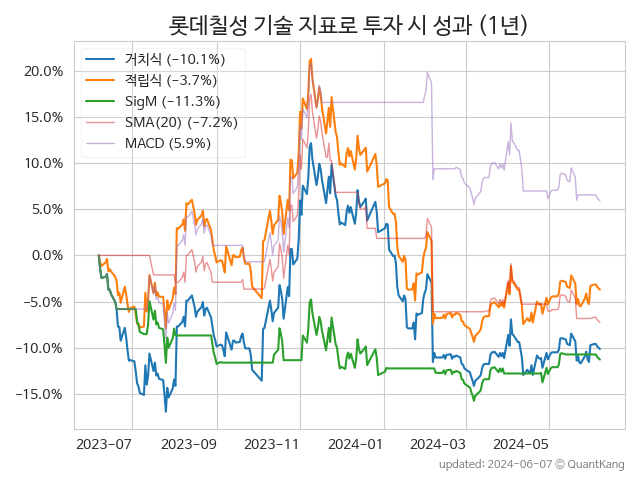 롯데칠성 기술 지표로 투자 시 성과 (1년)
거치식 (−10.1%)
적립식 (−3.7%)
SigM (−11.3%)
SMA(20) (−7.2%)
MACD (5.9%)
20.0%
15.0%
10.0%
5.0%
0.0%
−5.0%
−10.0%
−15.0%
2023-07 2023-09 2023-11 2024-01 2024-03 2024-05
updated: 2024-06-07 © QuantKang